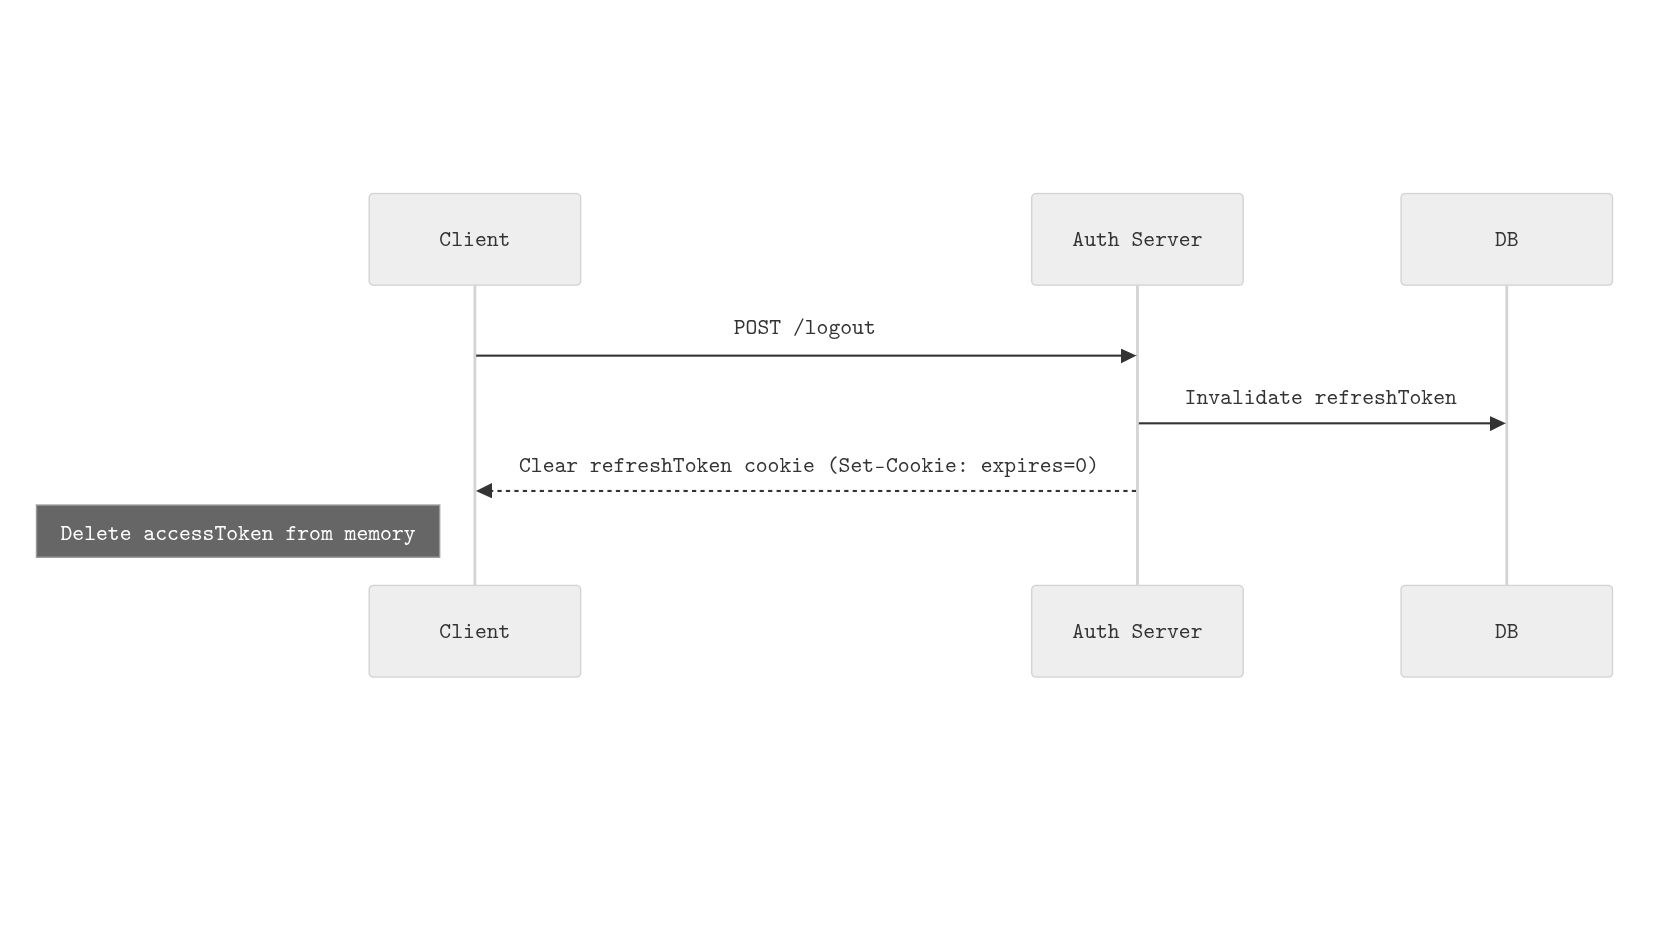 Client
Auth Server
DB
POST /logout
Invalidate refreshToken
Clear refreshToken cookie (Set-Cookie: expires=0)
Delete accessToken from memory
Client
Auth Server
DB